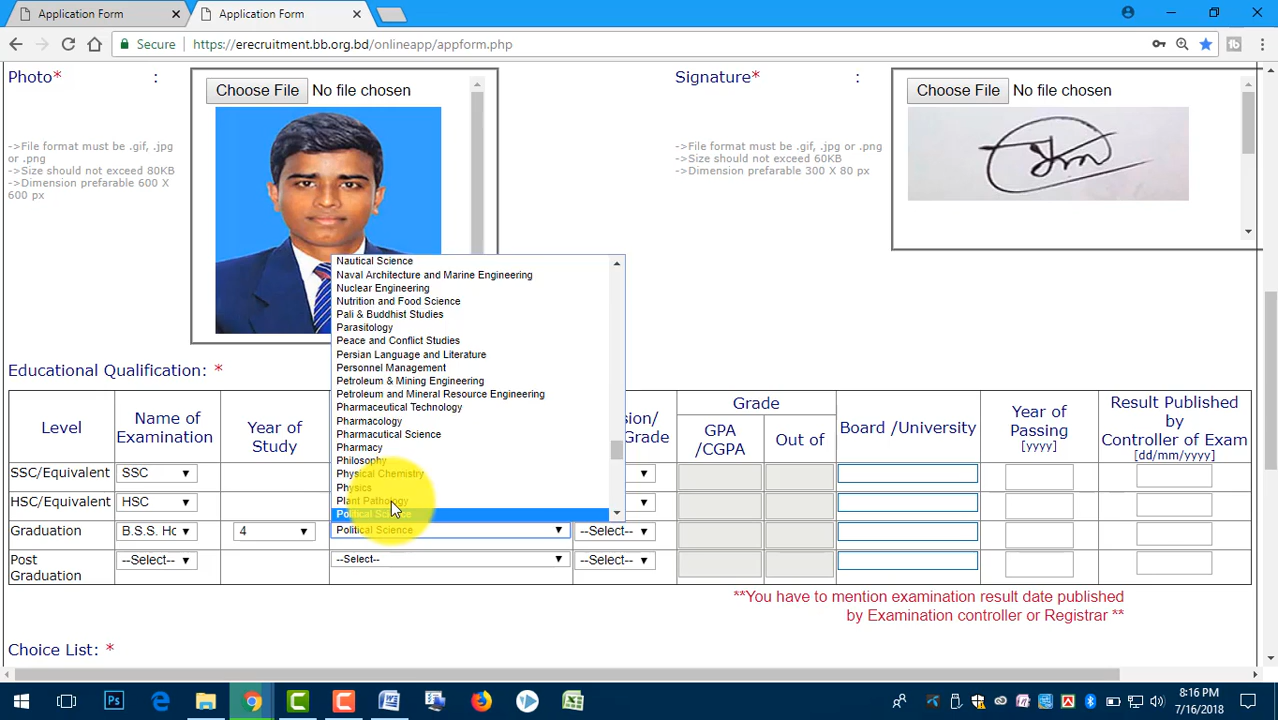 Application Form
Application Form
Secure https://erecruitment.bb.org.bd/onlineapp/appform.php
Photo* :
Choose File No file chosen
->File format must be .gif, .jpg
or .png
->Size should not exceed 80KB
->Dimension prefarable 600 X
600 px
Signature* :
Choose File No file chosen
->File format must be .gif, .jpg or .png
->Size should not exceed 60KB
->Dimension prefarable 300 X 80 px
Nautical Science
Naval Architecture and Marine Engineering
Nuclear Engineering
Nutrition and Food Science
Pali & Buddhist Studies
Parasitology
Peace and Conflict Studies
Persian Language and Literature
Personnel Management
Petroleum & Mining Engineering
Petroleum and Mineral Resource Engineering
Pharmaceutical Technology
Pharmacology
Pharmacutical Science
Pharmacy
Philosophy
Physical Chemistry
Physics
Plant Pathology
Political Science
Educational Qualification: *
Level
Name of
Examination
Year of
Study
Grade
GPA
/CGPA
Out of
Board /University
Year of
Passing
[yyyy]
Result Published
by
Controller of Exam
[dd/mm/yyyy]
SSC/Equivalent SSC
HSC/Equivalent HSC
Graduation B.S.S. Hc 4 Political Science --Select--
Post
Graduation
--Select-- --Select-- --Select--
**You have to mention examination result date published
by Examination controller or Registrar **
Choice List: *
8:16 PM
7/16/2018